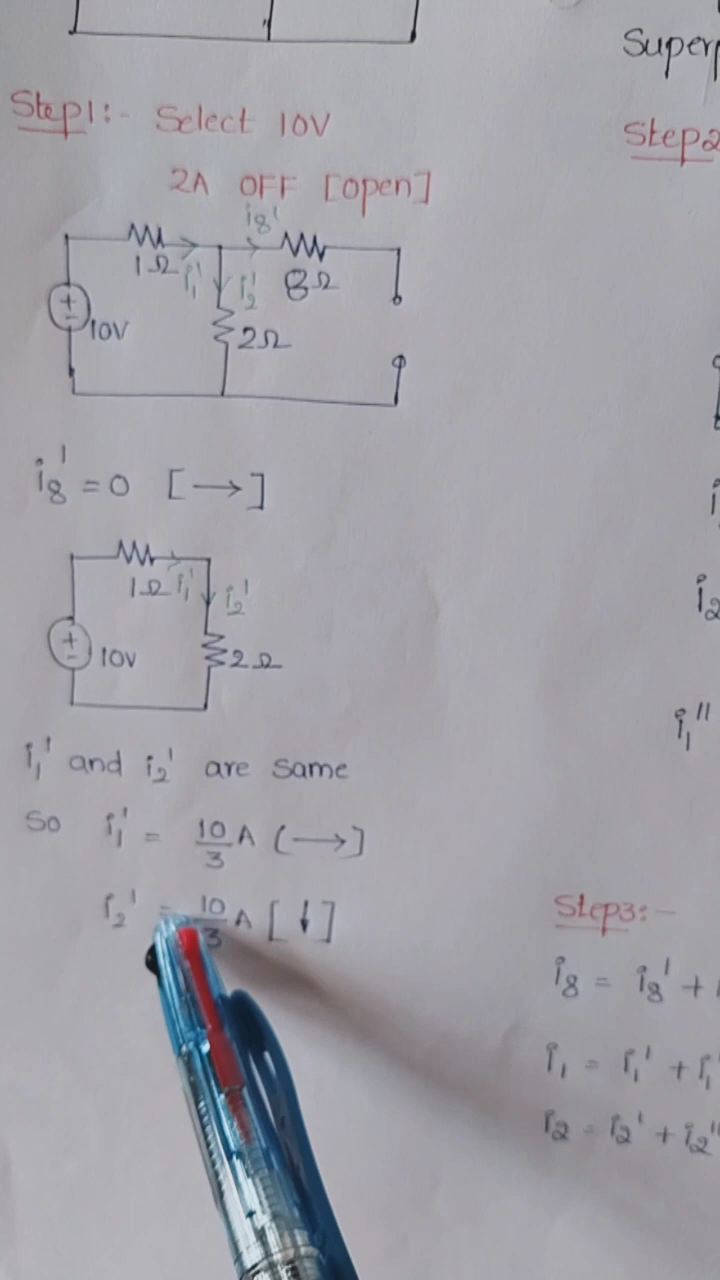 Step1:- Select 10V
2A OFF [open]
i8'
1Ω i1' i2' 8Ω
10V 2Ω
i8' = 0 [→]
1Ω i1' i2'
10V 2Ω
i1' and i2' are same
So i1' = 10/3 A (→]
i2' = 10/3 A [↓]
Step2
i2
i1"
Step3:-
i8 = i8' +
i1 = i1' + i1'
i2 = i2' + i2"